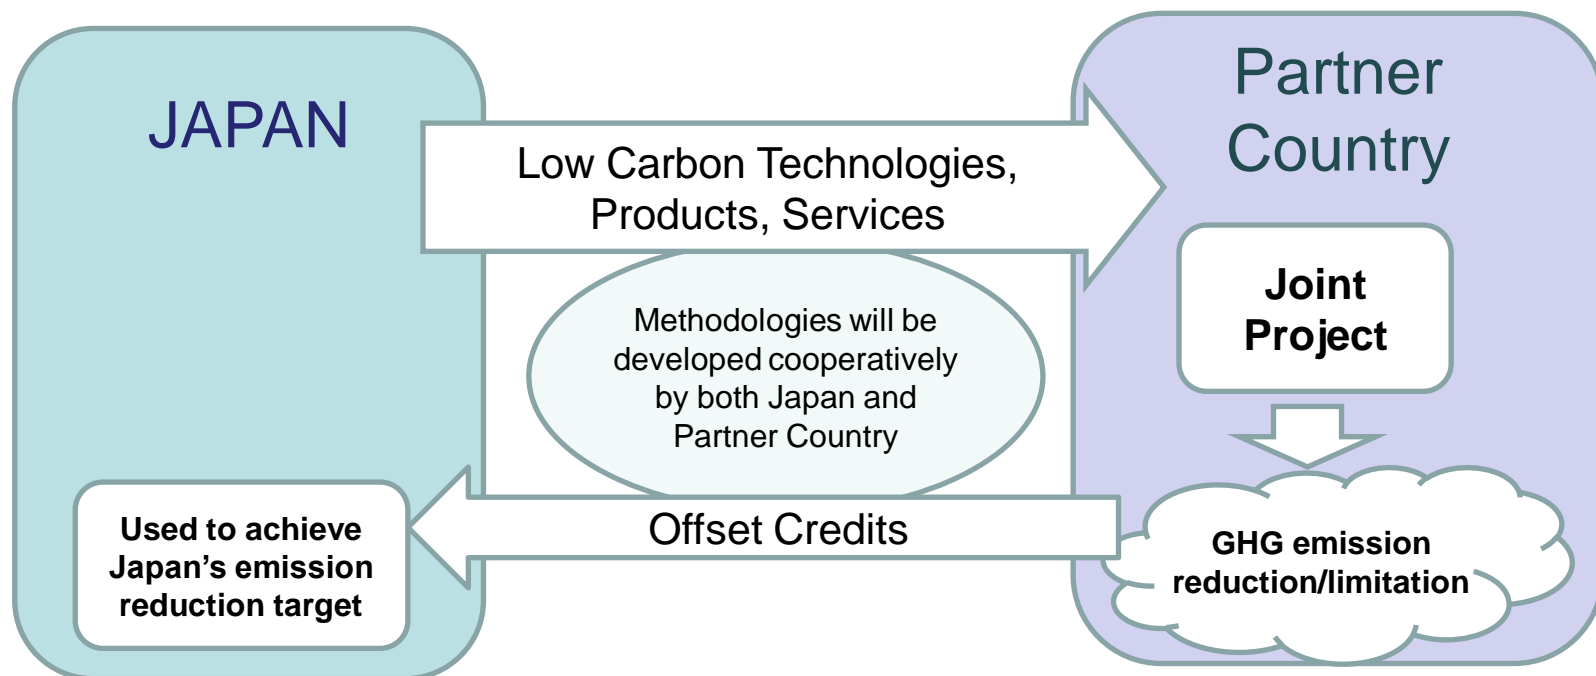 JAPAN
Low Carbon Technologies,
Products, Services
Partner
Country
Joint
Project
Methodologies will be
developed cooperatively
by both Japan and
Partner Country
GHG emission
reduction/limitation
Offset Credits
Used to achieve
Japan’s emission
reduction target